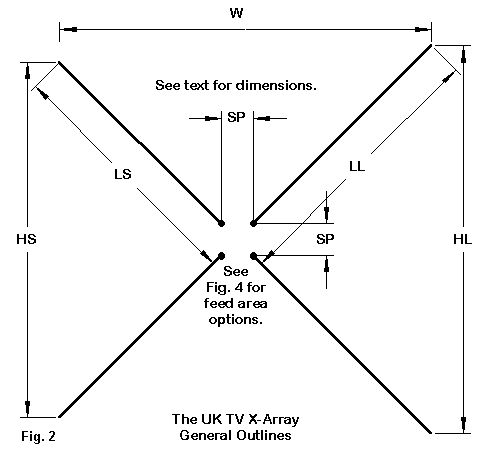 W
See text for dimensions.
SP
LS
LL
HS
SP
HL
See
Fig. 4 for
feed area
options.
The UK TV X-Array
General Outlines
Fig. 2